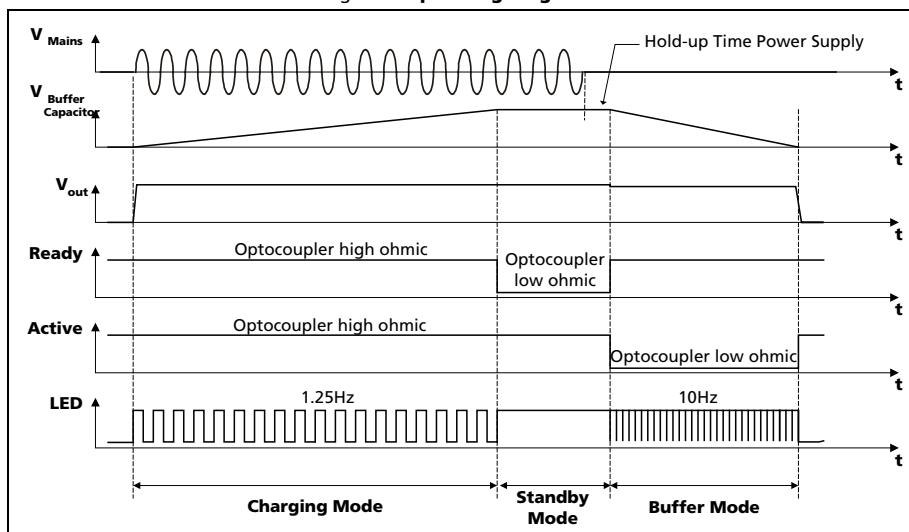 V Mains
Hold-up Time Power Supply
t
V Buffer
Capacitor
t
Vout
t
Ready
Optocoupler high ohmic
Optocoupler
low ohmic
t
Active
Optocoupler high ohmic
Optocoupler low ohmic
t
LED
1.25Hz
10Hz
t
Charging Mode
Standby
Mode
Buffer Mode